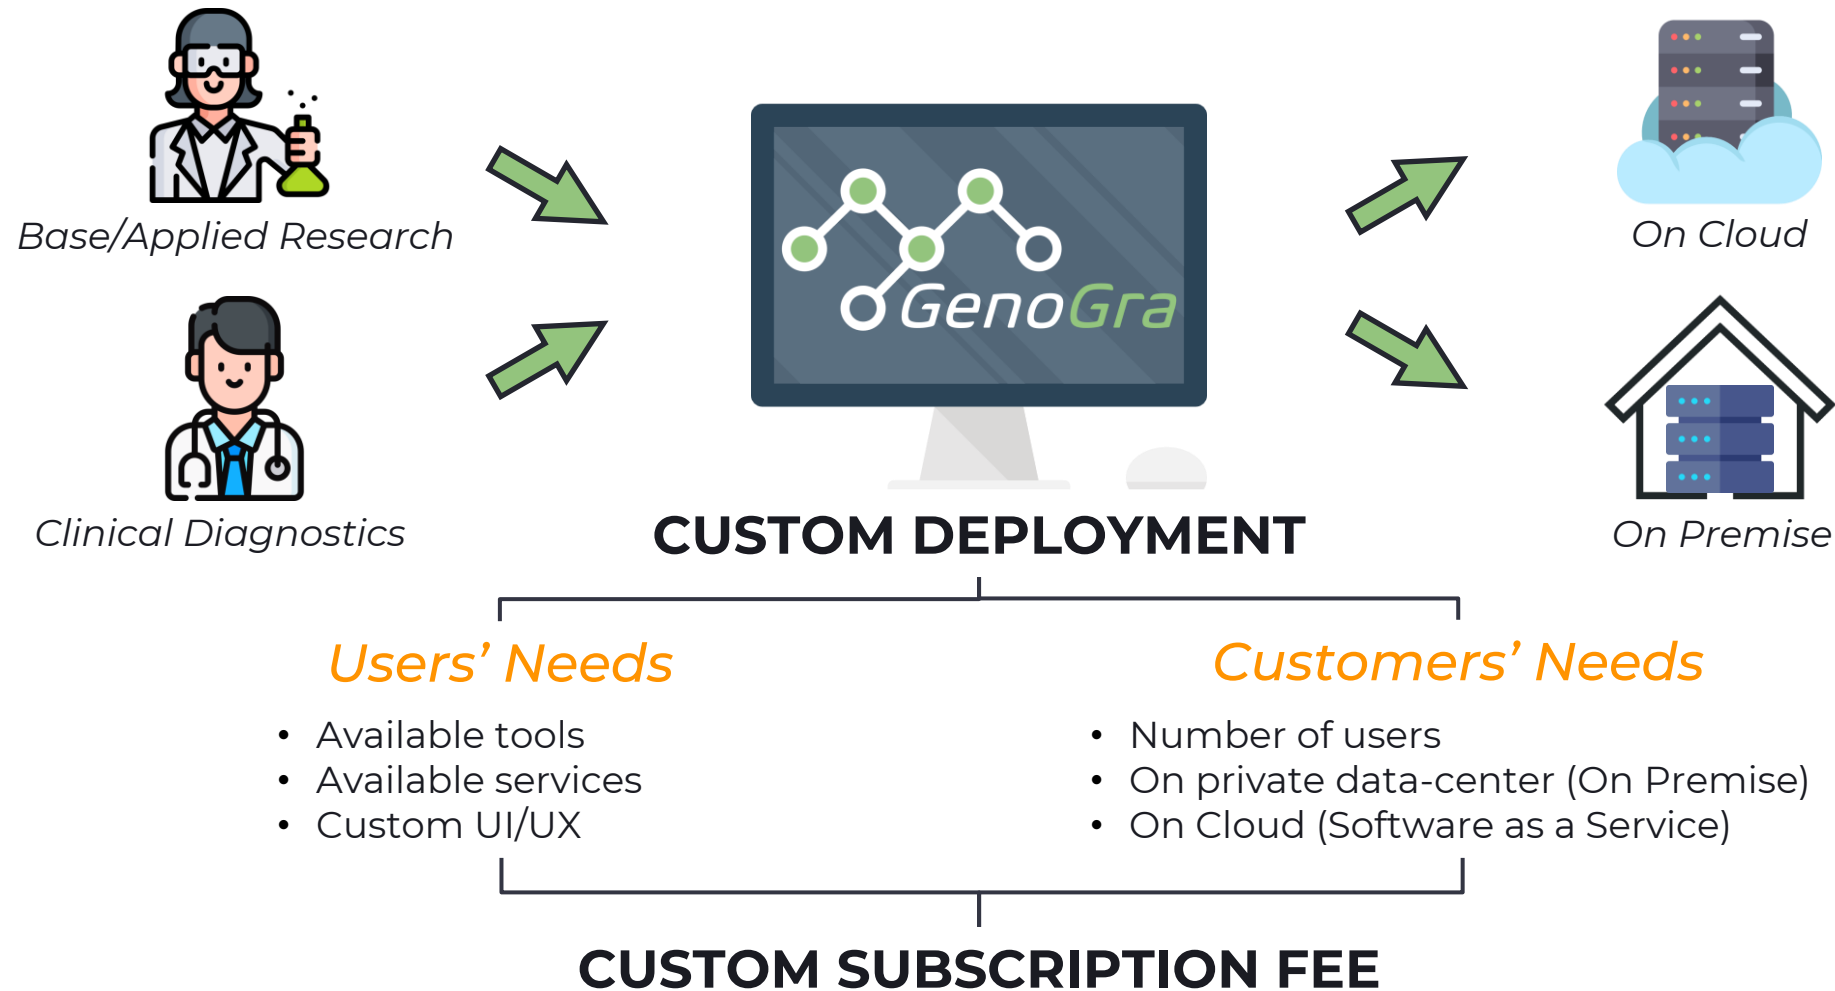 Base/Applied Research
Clinical Diagnostics
GenoGra
On Cloud
On Premise
CUSTOM DEPLOYMENT
Users’ Needs
• Available tools
• Available services
• Custom UI/UX
Customers’ Needs
• Number of users
• On private data-center (On Premise)
• On Cloud (Software as a Service)
CUSTOM SUBSCRIPTION FEE